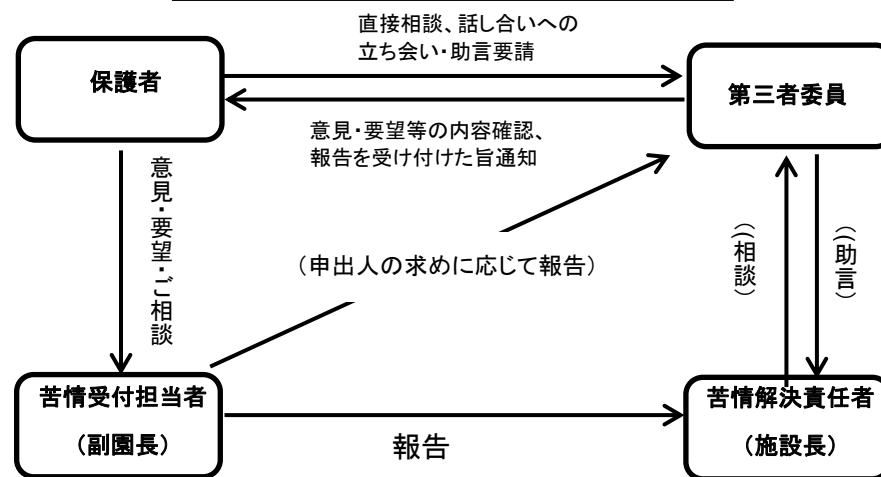 直接相談、話し合いへの
立ち会い・助言要請
保護者
第三者委員
意見・要望等の内容確認、
報告を受け付けた旨通知
意見・要望・ご相談
（申出人の求めに応じて報告）
（（相談）
（（助言）
苦情受付担当者
（副園長）
報告
苦情解決責任者
（施設長）